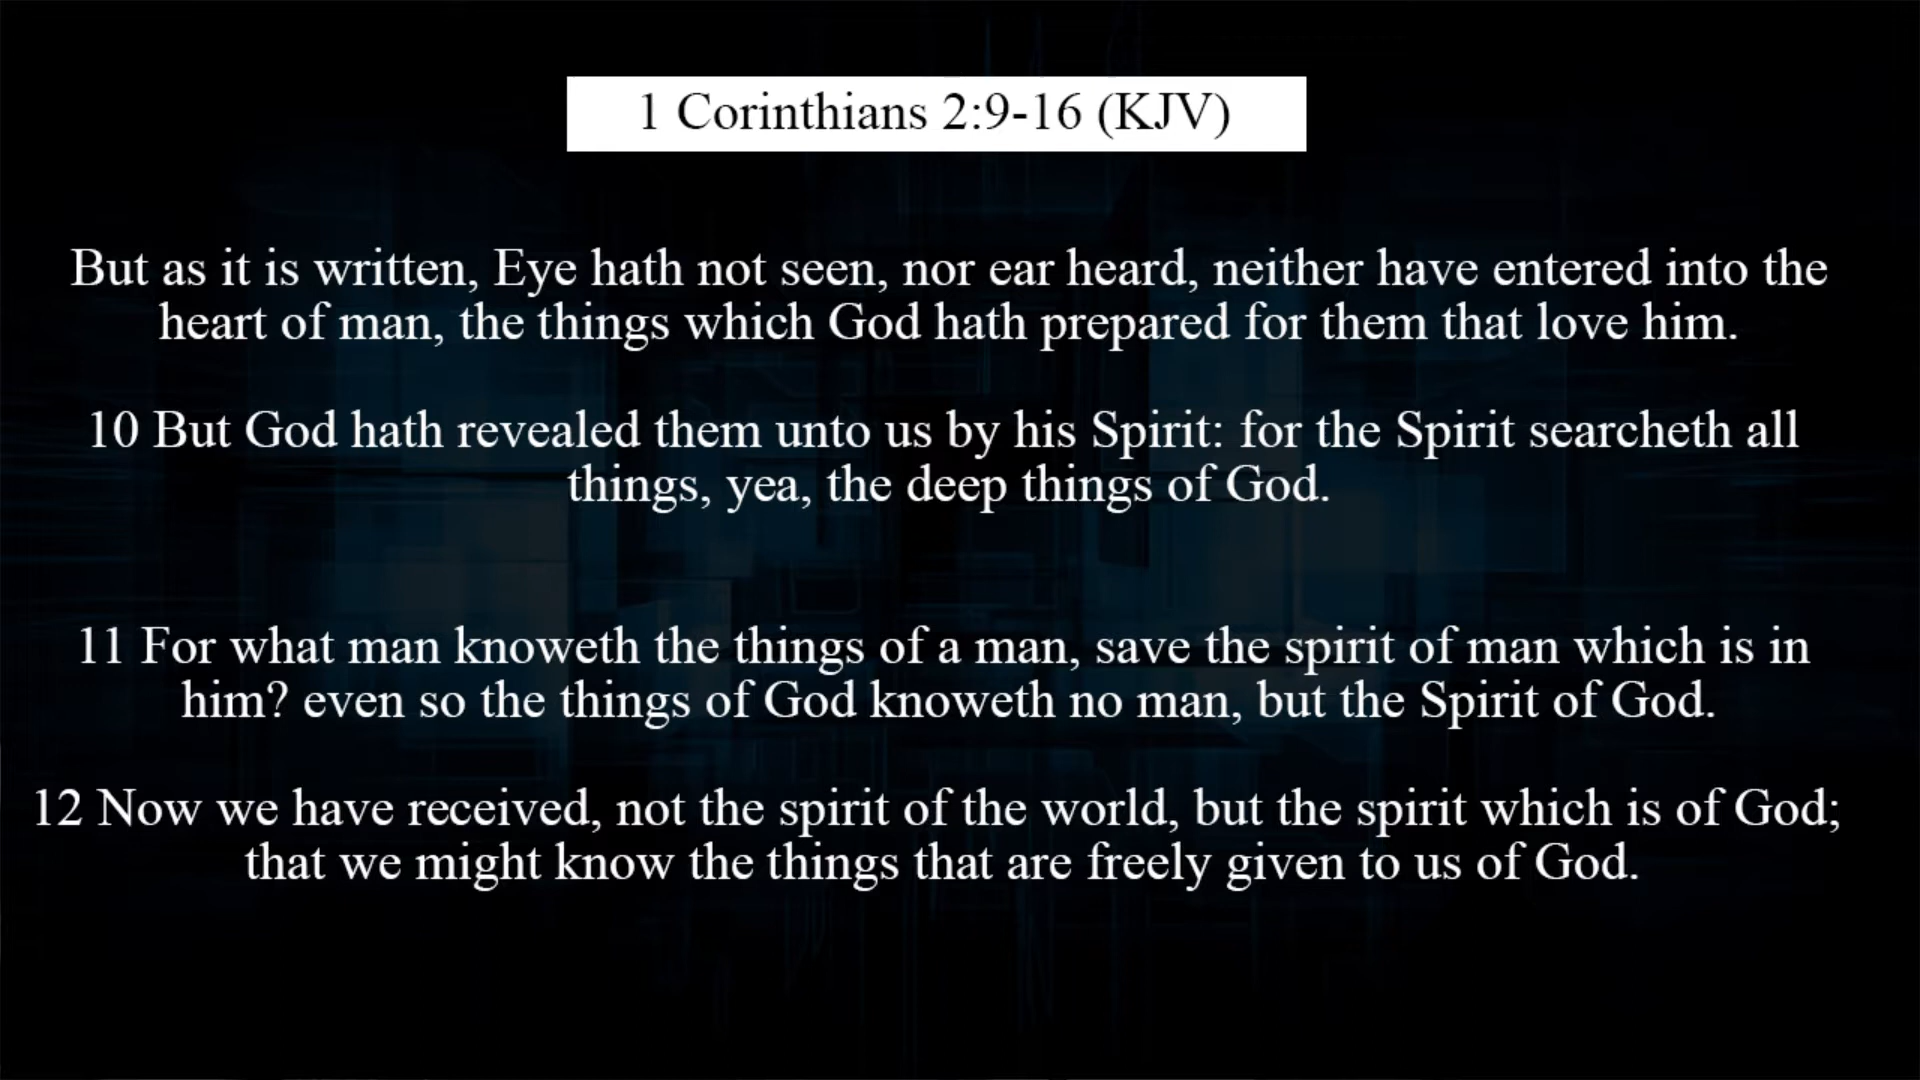 1 Corinthians 2:9-16 (KJV)
But as it is written, Eye hath not seen, nor ear heard, neither have entered into the
heart of man, the things which God hath prepared for them that love him.
10 But God hath revealed them unto us by his Spirit: for the Spirit searcheth all
things, yea, the deep things of God.
11 For what man knoweth the things of a man, save the spirit of man which is in
him? even so the things of God knoweth no man, but the Spirit of God.
12 Now we have received, not the spirit of the world, but the spirit which is of God;
that we might know the things that are freely given to us of God.